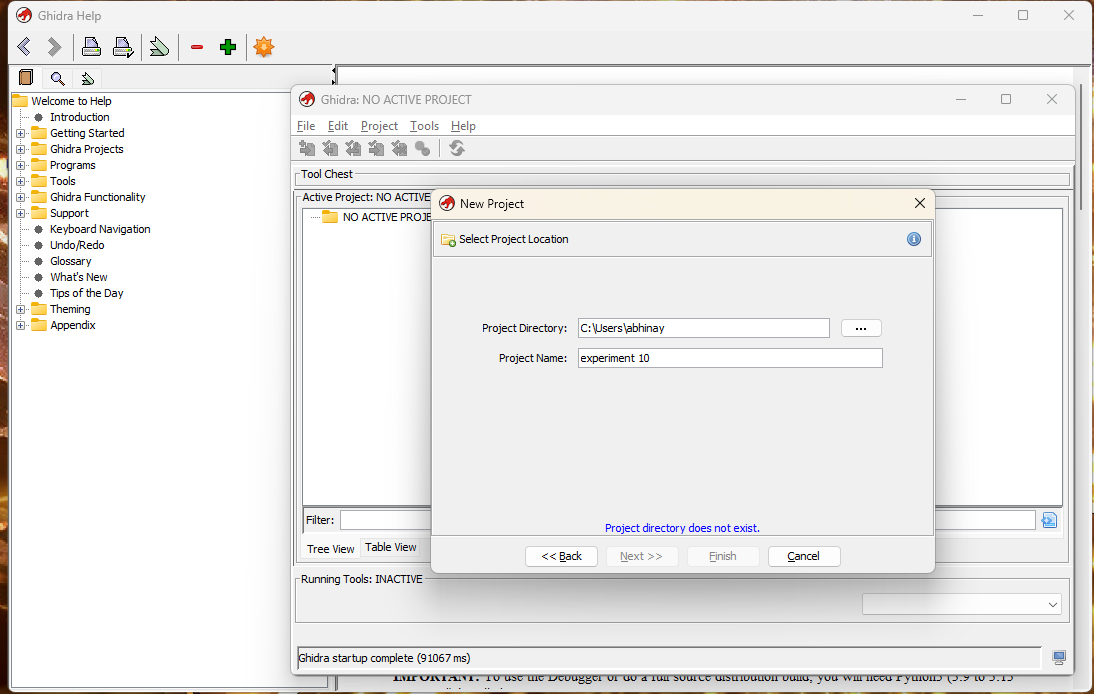 Ghidra Help
Welcome to Help
Introduction
Getting Started
Ghidra Projects
Programs
Tools
Ghidra Functionality
Support
Keyboard Navigation
Undo/Redo
Glossary
What's New
Tips of the Day
Theming
Appendix
Ghidra: NO ACTIVE PROJECT
File Edit Project Tools Help
Tool Chest
Active Project: NO ACTIVE
NO ACTIVE PROJE
New Project
Select Project Location
Project Directory: C:\Users\abhinay ...
Project Name: experiment 10
Project directory does not exist.
<< Back Next >> Finish Cancel
Filter:
Tree View Table View
Running Tools: INACTIVE
Ghidra startup complete (91067 ms)
IMPORTANT: To use the Debugger or do a full source distribution build, you will need Python3 (3.9 to 3.13